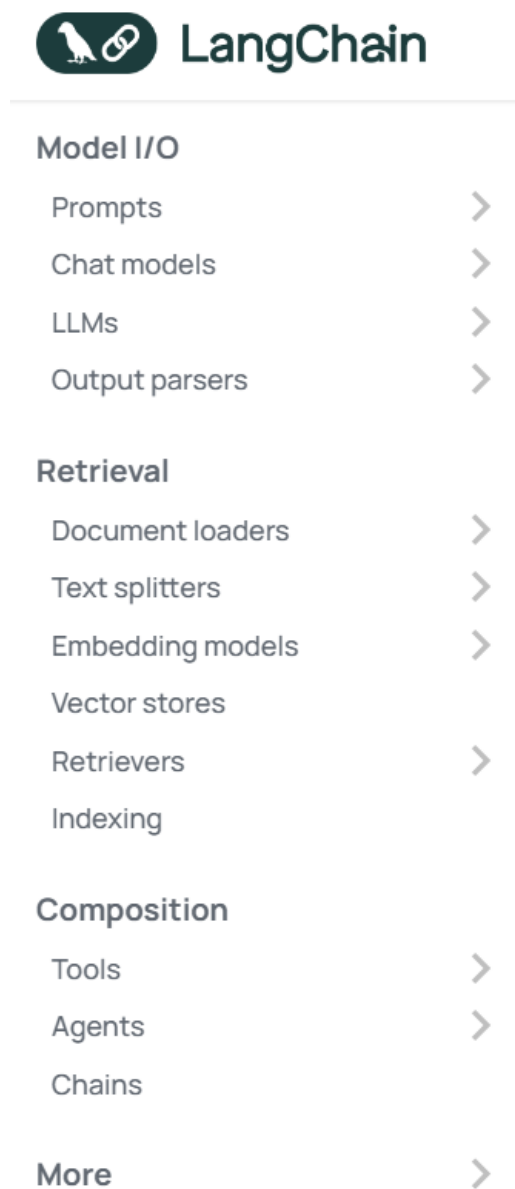 LangChain
Model I/O
Prompts
Chat models
LLMs
Output parsers
Retrieval
Document loaders
Text splitters
Embedding models
Vector stores
Retrievers
Indexing
Composition
Tools
Agents
Chains
More